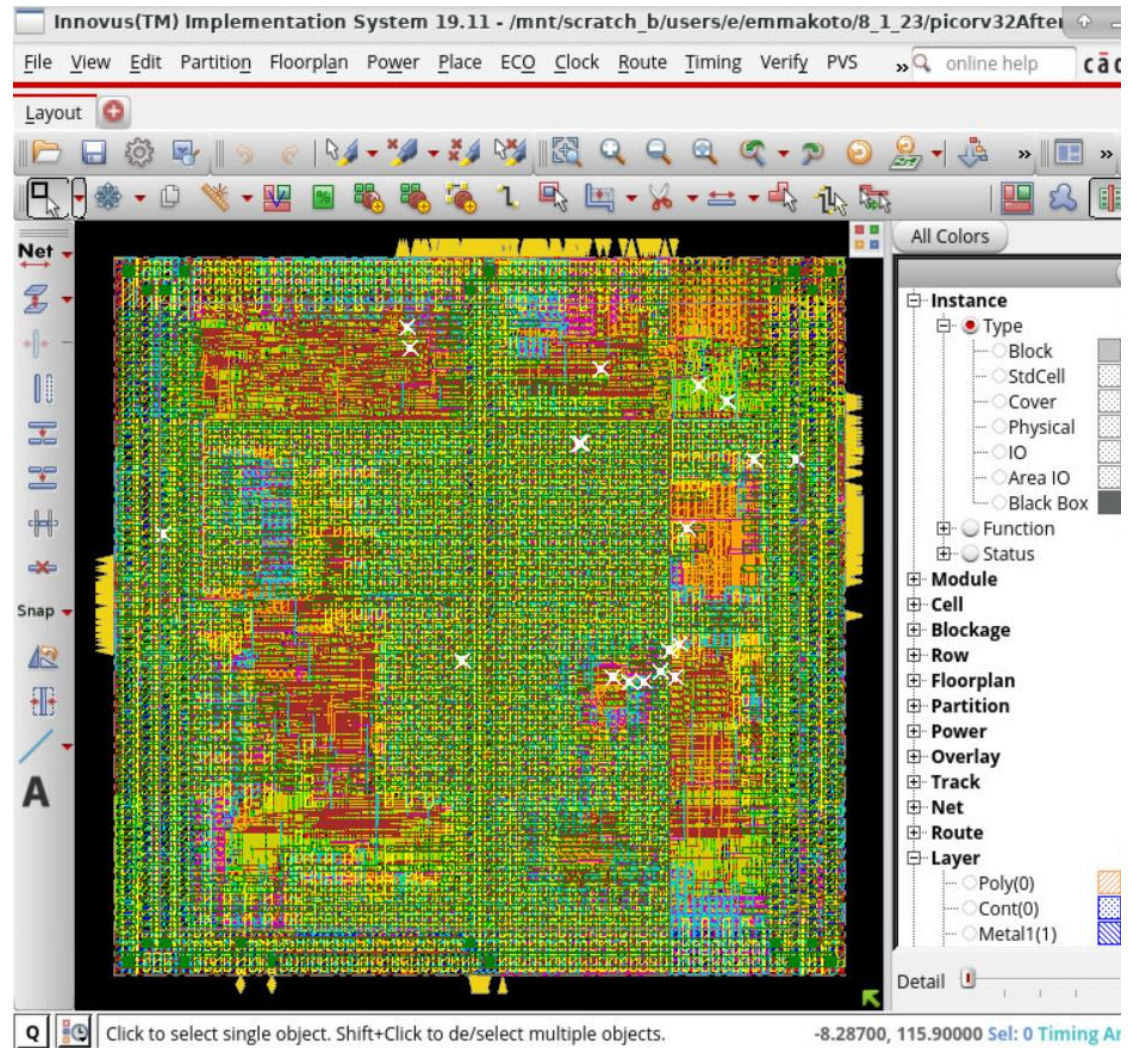 Innovus(TM) Implementation System 19.11 - /mnt/scratch_b/users/e/emmakoto/8_1_23/picorv32After
File View Edit Partition Floorplan Power Place ECO Clock Route Timing Verify PVS » online help cād
Layout
» »
Net
Snap
A
All Colors
Instance
Type
Block
StdCell
Cover
Physical
IO
Area IO
Black Box
Function
Status
Module
Cell
Blockage
Row
Floorplan
Partition
Power
Overlay
Track
Net
Route
Layer
Poly(0)
Cont(0)
Metal1(1)
Detail
Q Click to select single object. Shift+Click to de/select multiple objects. -8.28700, 115.90000 Sel: 0 Timing An